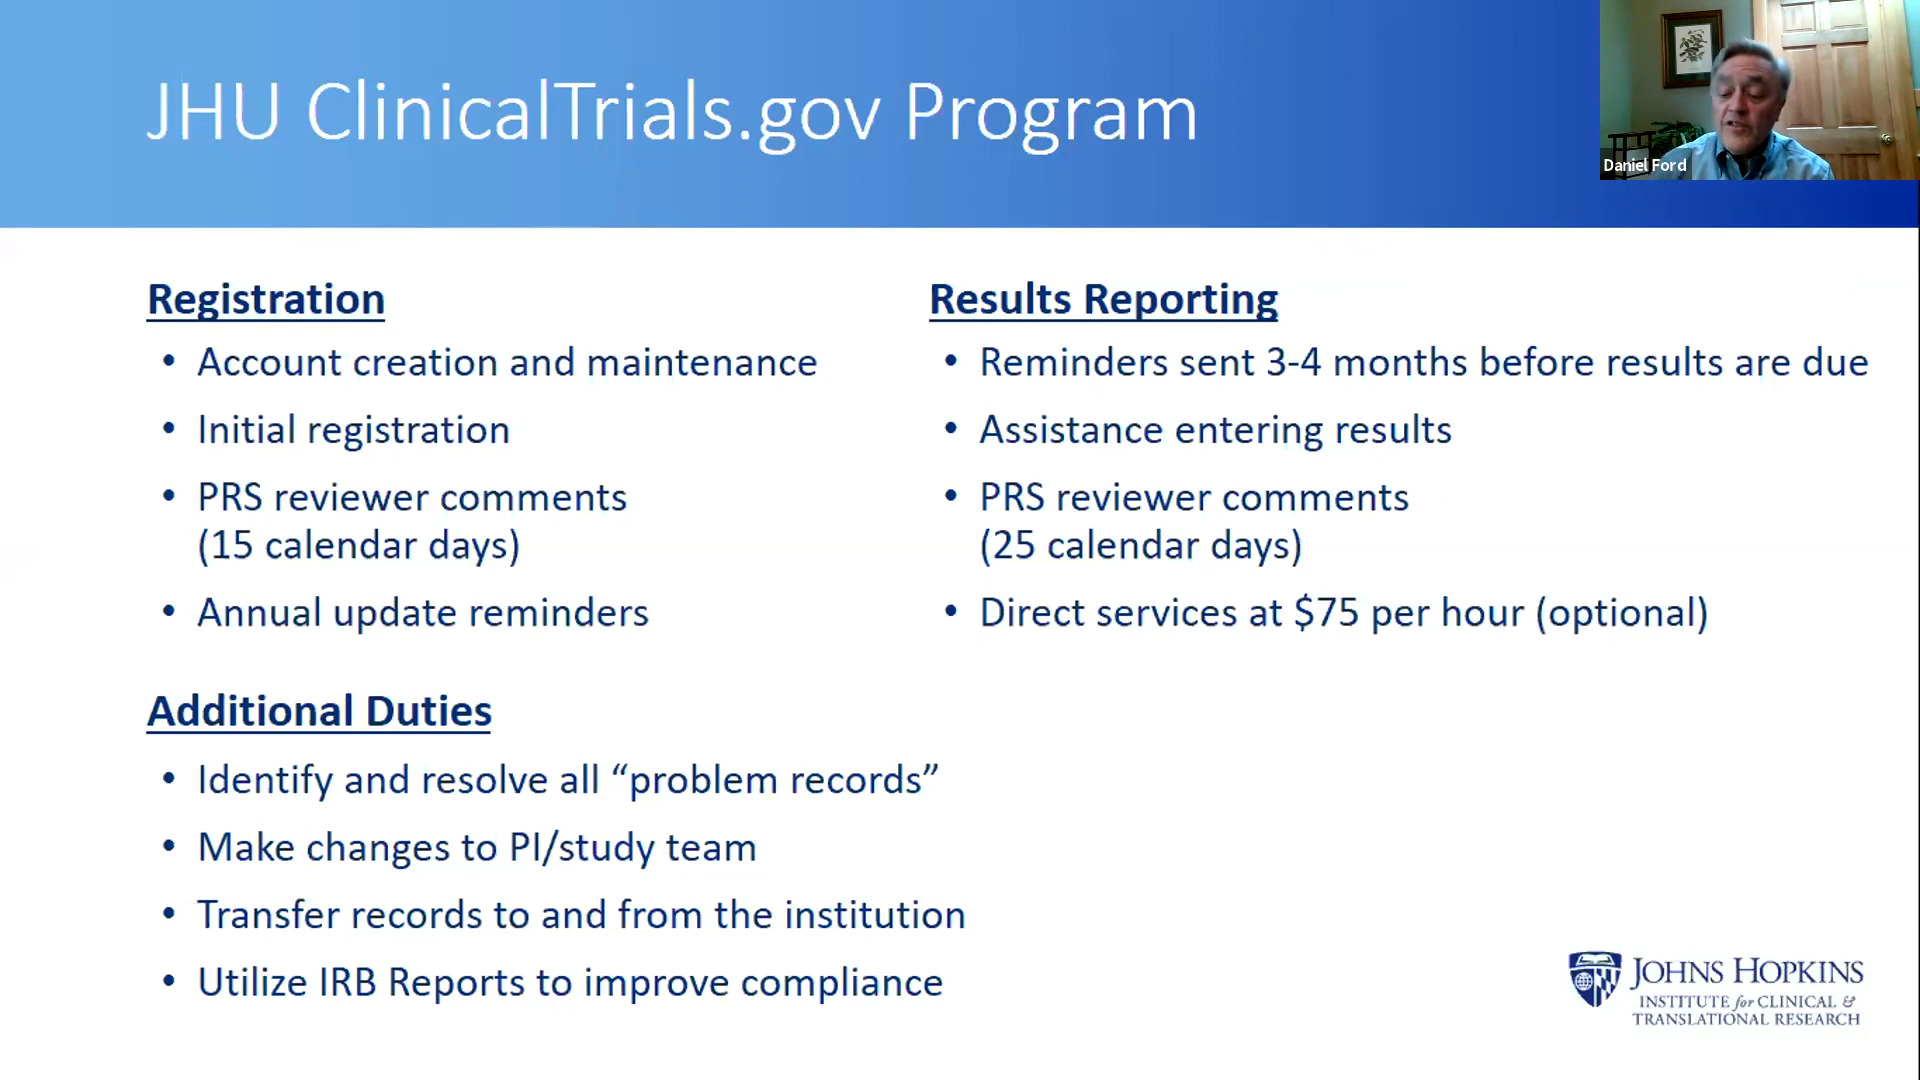 JHU ClinicalTrials.gov Program
Daniel Ford
Registration
• Account creation and maintenance
• Initial registration
• PRS reviewer comments
(15 calendar days)
• Annual update reminders
Results Reporting
• Reminders sent 3-4 months before results are due
• Assistance entering results
• PRS reviewer comments
(25 calendar days)
• Direct services at $75 per hour (optional)
Additional Duties
• Identify and resolve all “problem records”
• Make changes to PI/study team
• Transfer records to and from the institution
• Utilize IRB Reports to improve compliance
JOHNS HOPKINS
INSTITUTE for CLINICAL &
TRANSLATIONAL RESEARCH